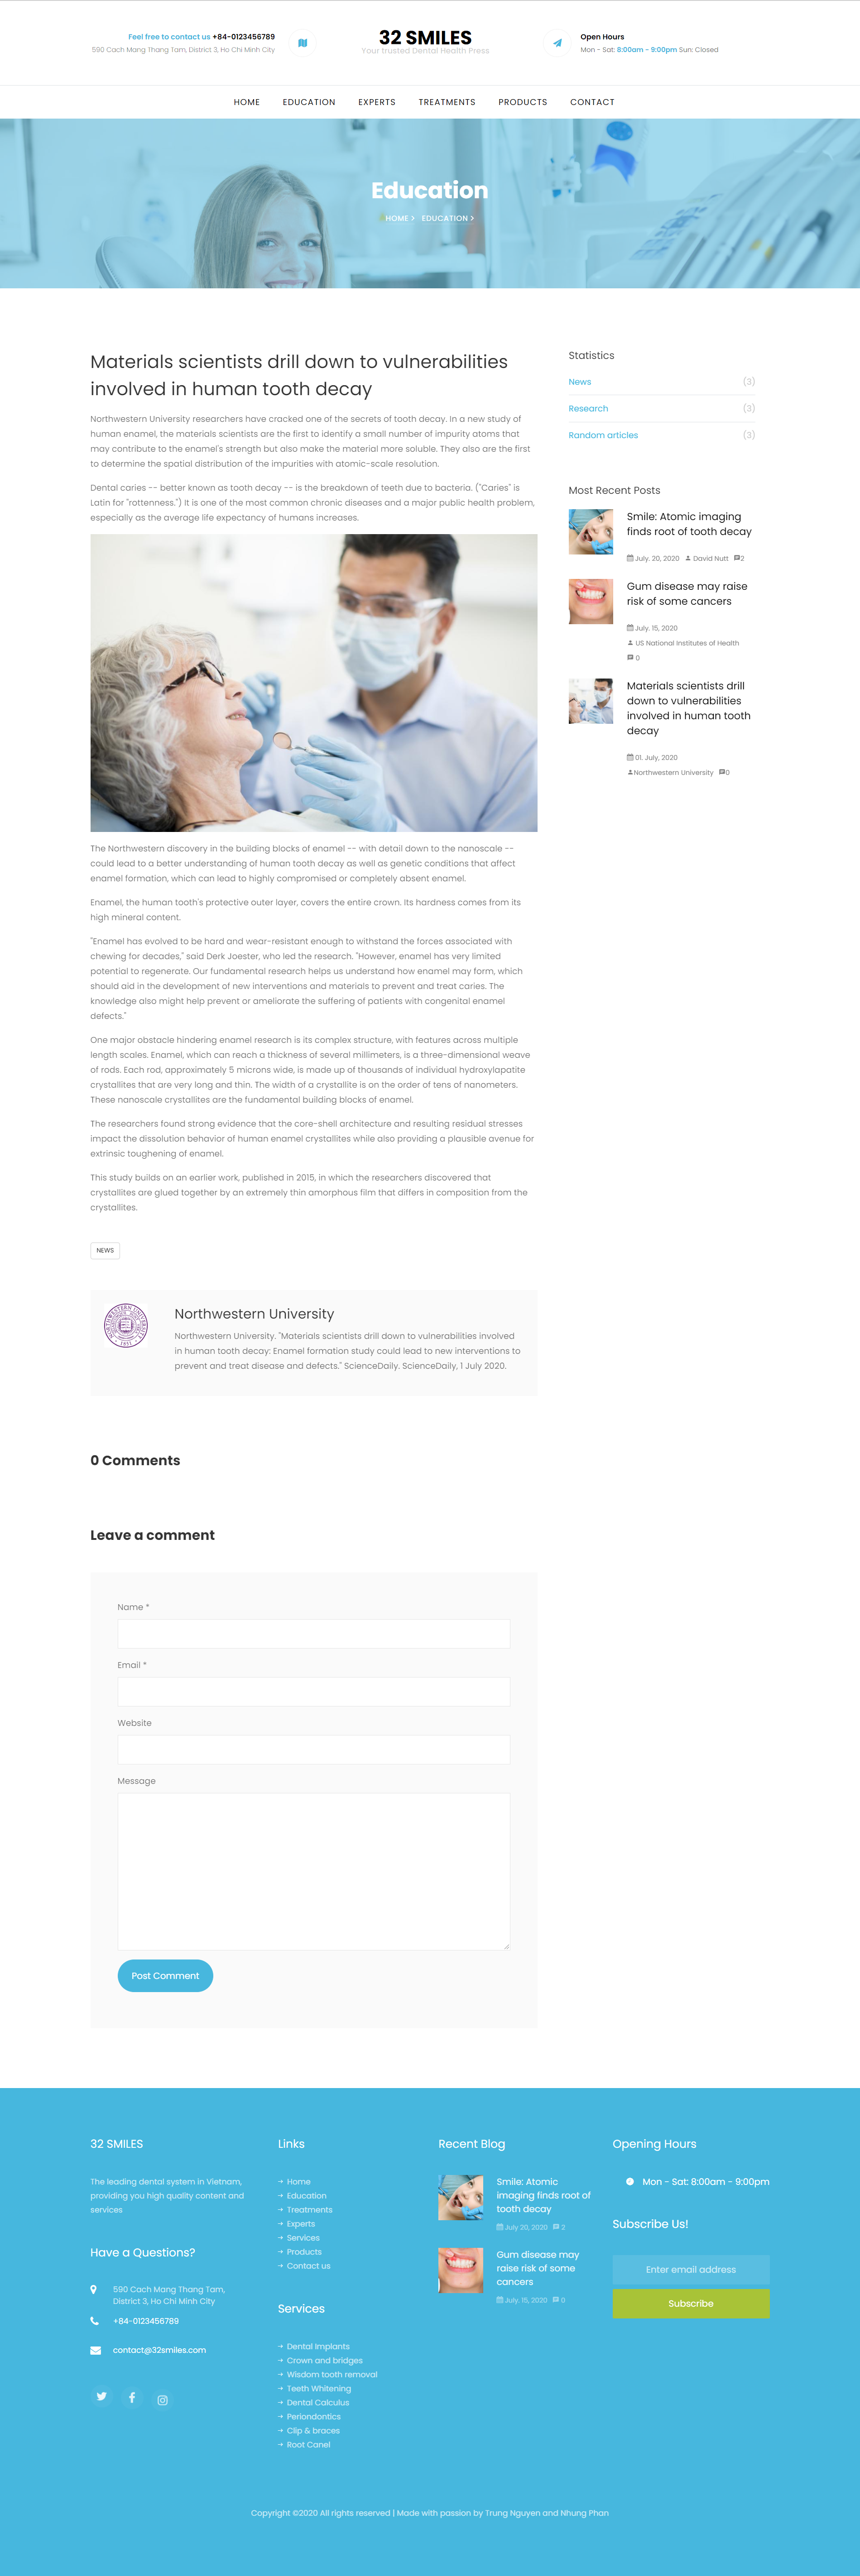 Feel free to contact us +84-0123456789
590 Cach Mang Thang Tam, District 3, Ho Chi Minh City
32 SMILES
Your trusted Dental Health Press
Open Hours
Mon - Sat: 8:00am - 9:00pm Sun: Closed
HOME EDUCATION EXPERTS TREATMENTS PRODUCTS CONTACT
Education
HOME > EDUCATION >
Materials scientists drill down to vulnerabilities
involved in human tooth decay
Northwestern University researchers have cracked one of the secrets of tooth decay. In a new study of
human enamel, the materials scientists are the first to identify a small number of impurity atoms that
may contribute to the enamel's strength but also make the material more soluble. They also are the first
to determine the spatial distribution of the impurities with atomic-scale resolution.
Dental caries -- better known as tooth decay -- is the breakdown of teeth due to bacteria. ("Caries" is
Latin for "rottenness.") It is one of the most common chronic diseases and a major public health problem,
especially as the average life expectancy of humans increases.
The Northwestern discovery in the building blocks of enamel -- with detail down to the nanoscale --
could lead to a better understanding of human tooth decay as well as genetic conditions that affect
enamel formation, which can lead to highly compromised or completely absent enamel.
Enamel, the human tooth's protective outer layer, covers the entire crown. Its hardness comes from its
high mineral content.
"Enamel has evolved to be hard and wear-resistant enough to withstand the forces associated with
chewing for decades," said Derk Joester, who led the research. "However, enamel has very limited
potential to regenerate. Our fundamental research helps us understand how enamel may form, which
should aid in the development of new interventions and materials to prevent and treat caries. The
knowledge also might help prevent or ameliorate the suffering of patients with congenital enamel
defects."
One major obstacle hindering enamel research is its complex structure, with features across multiple
length scales. Enamel, which can reach a thickness of several millimeters, is a three-dimensional weave
of rods. Each rod, approximately 5 microns wide, is made up of thousands of individual hydroxylapatite
crystallites that are very long and thin. The width of a crystallite is on the order of tens of nanometers.
These nanoscale crystallites are the fundamental building blocks of enamel.
The researchers found strong evidence that the core-shell architecture and resulting residual stresses
impact the dissolution behavior of human enamel crystallites while also providing a plausible avenue for
extrinsic toughening of enamel.
This study builds on an earlier work, published in 2015, in which the researchers discovered that
crystallites are glued together by an extremely thin amorphous film that differs in composition from the
crystallites.
NEWS
Northwestern University
Northwestern University. "Materials scientists drill down to vulnerabilities involved
in human tooth decay: Enamel formation study could lead to new interventions to
prevent and treat disease and defects." ScienceDaily. ScienceDaily, 1 July 2020.
0 Comments
Leave a comment
Name *
Email *
Website
Message
Post Comment
Statistics
News (3)
Research (3)
Random articles (3)
Most Recent Posts
Smile: Atomic imaging
finds root of tooth decay
July. 20, 2020 David Nutt 2
Gum disease may raise
risk of some cancers
July. 15, 2020
US National Institutes of Health
0
Materials scientists drill
down to vulnerabilities
involved in human tooth
decay
01. July, 2020
Northwestern University 0
32 SMILES
The leading dental system in Vietnam,
providing you high quality content and
services
Have a Questions?
590 Cach Mang Thang Tam,
District 3, Ho Chi Minh City
+84-0123456789
contact@32smiles.com
Links
Home
Education
Treatments
Experts
Services
Products
Contact us
Services
Dental Implants
Crown and bridges
Wisdom tooth removal
Teeth Whitening
Dental Calculus
Periondontics
Clip & braces
Root Canel
Recent Blog
Smile: Atomic
imaging finds root of
tooth decay
July 20, 2020 2
Gum disease may
raise risk of some
cancers
July. 15, 2020 0
Opening Hours
Mon - Sat: 8:00am - 9:00pm
Subscribe Us!
Enter email address
Subscribe
Copyright ©2020 All rights reserved | Made with passion by Trung Nguyen and Nhung Phan